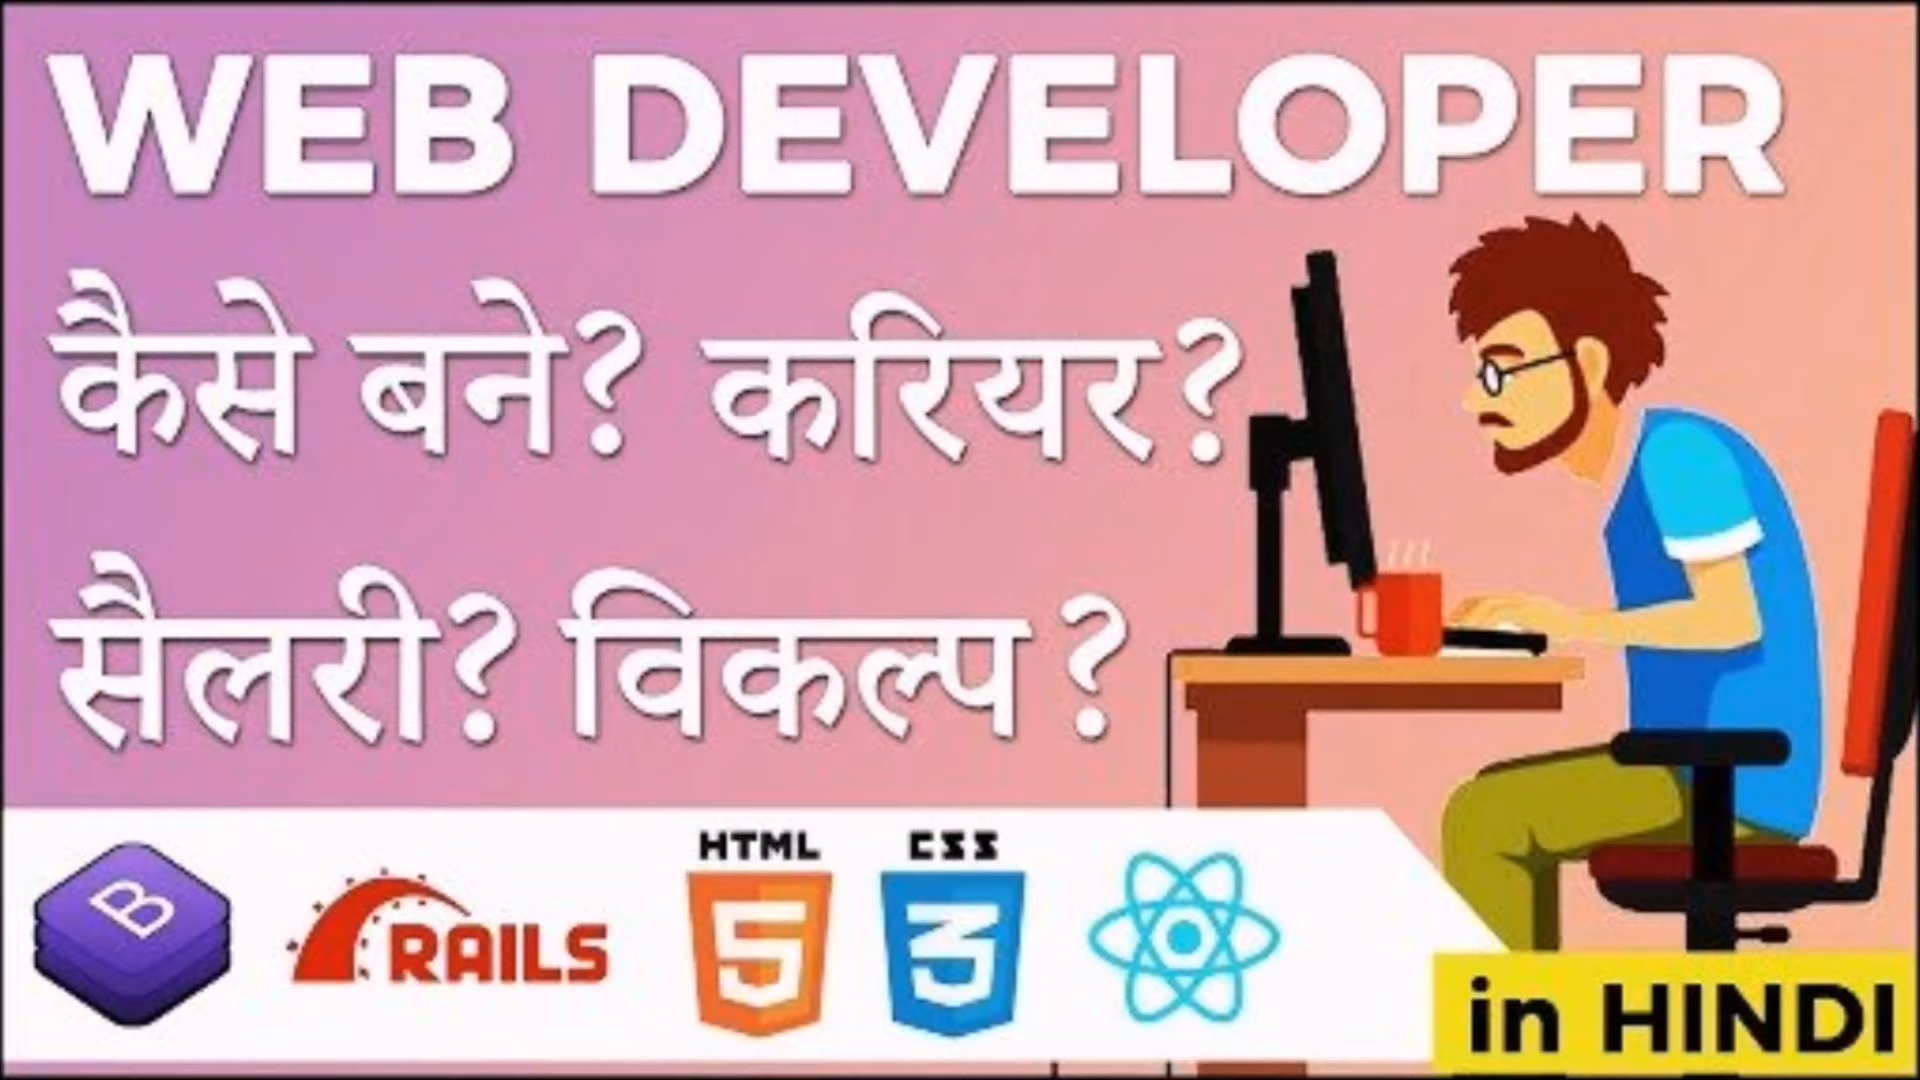 WEB DEVELOPER
कैसे बने? करियर?
सैलरी? विकल्प ?
HTML CSS
B RAILS 5 3
in HINDI